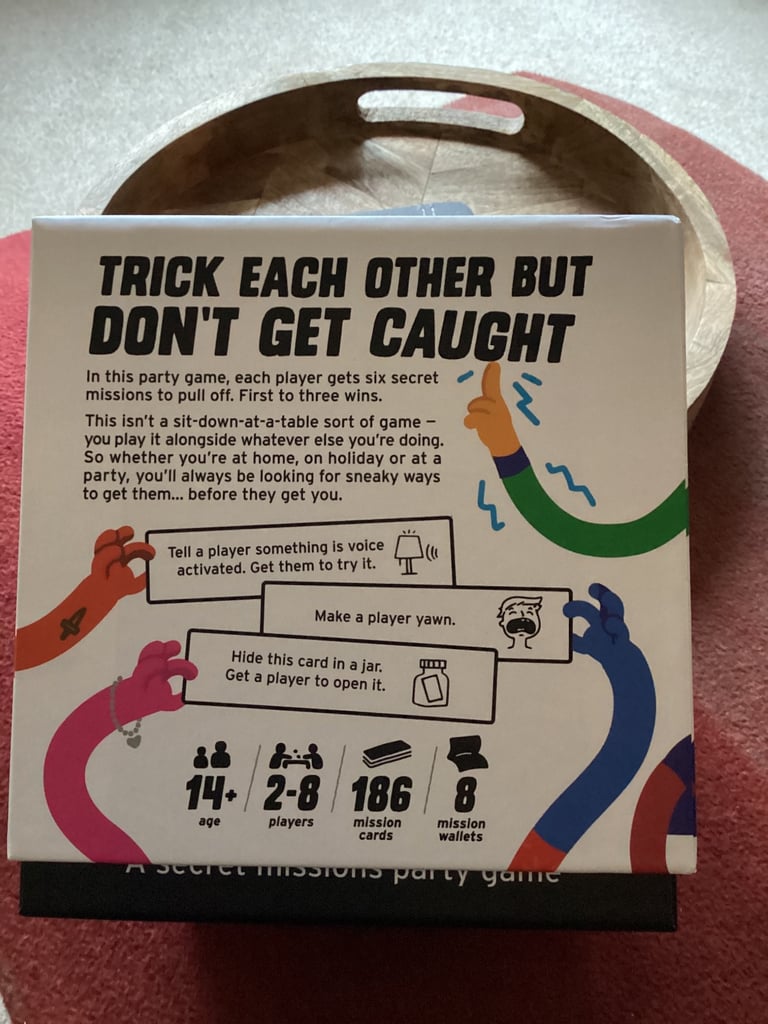 TRICK EACH OTHER BUT
DON'T GET CAUGHT
In this party game, each player gets six secret
missions to pull off. First to three wins.
This isn't a sit-down-at-a-table sort of game –
you play it alongside whatever else you're doing.
So whether you're at home, on holiday or at a
party, you'll always be looking for sneaky ways
to get them... before they get you.
Tell a player something is voice
activated. Get them to try it.
Make a player yawn.
Hide this card in a jar.
Get a player to open it.
14+
age
2-8
players
186
mission
cards
8
mission
wallets
A secret missions party game